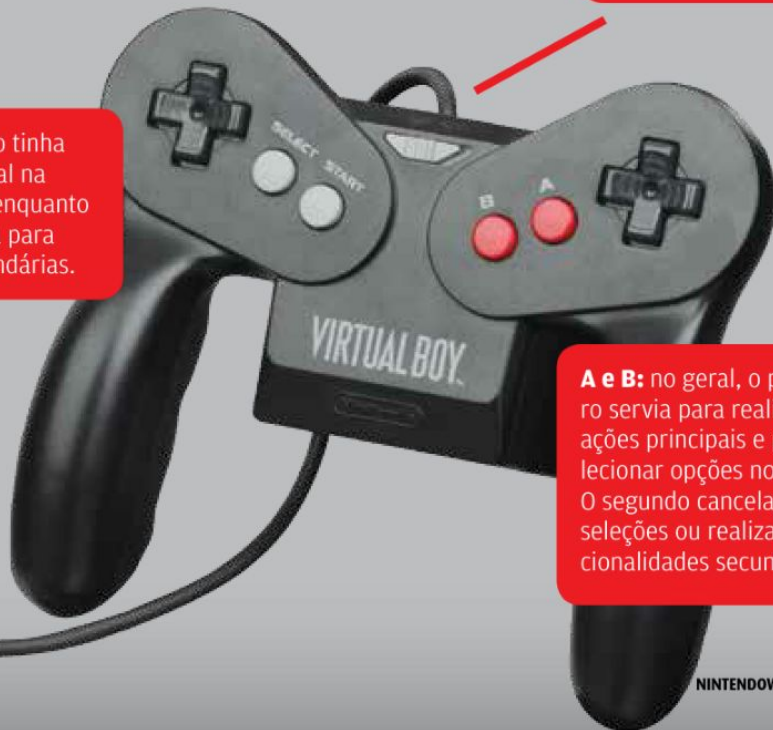 o tinha
al na
enquanto
para
ndárias.
SELECT START
B A
VIRTUAL BOY
A e B: no geral, o p
ro servia para real
ações principais e
lecionar opções no
O segundo cancela
seleções ou realiza
cionalidades secun
NINTENDOW